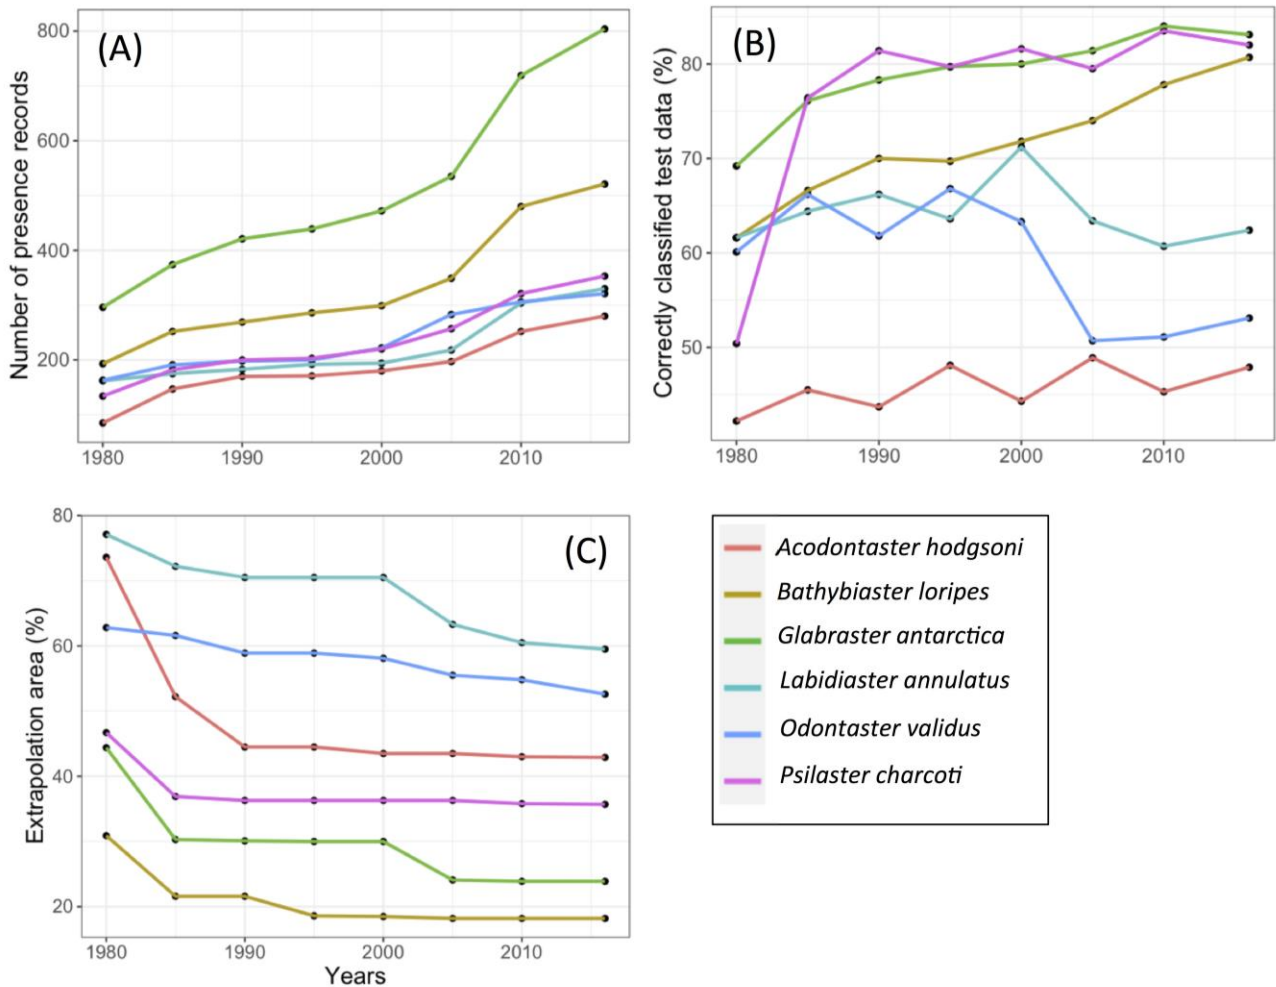 (A)
Number of presence records
800
600
400
200
1980
1990
2000
2010
(B)
Correctly classified test data (%)
80
70
60
50
1980
1990
2000
2010
(C)
Extrapolation area (%)
80
60
40
20
1980
1990
2000
2010
Years
Acodontaster hodgsoni
Bathybiaster loripes
Glabraster antarctica
Labidiaster annulatus
Odontaster validus
Psilaster charcoti